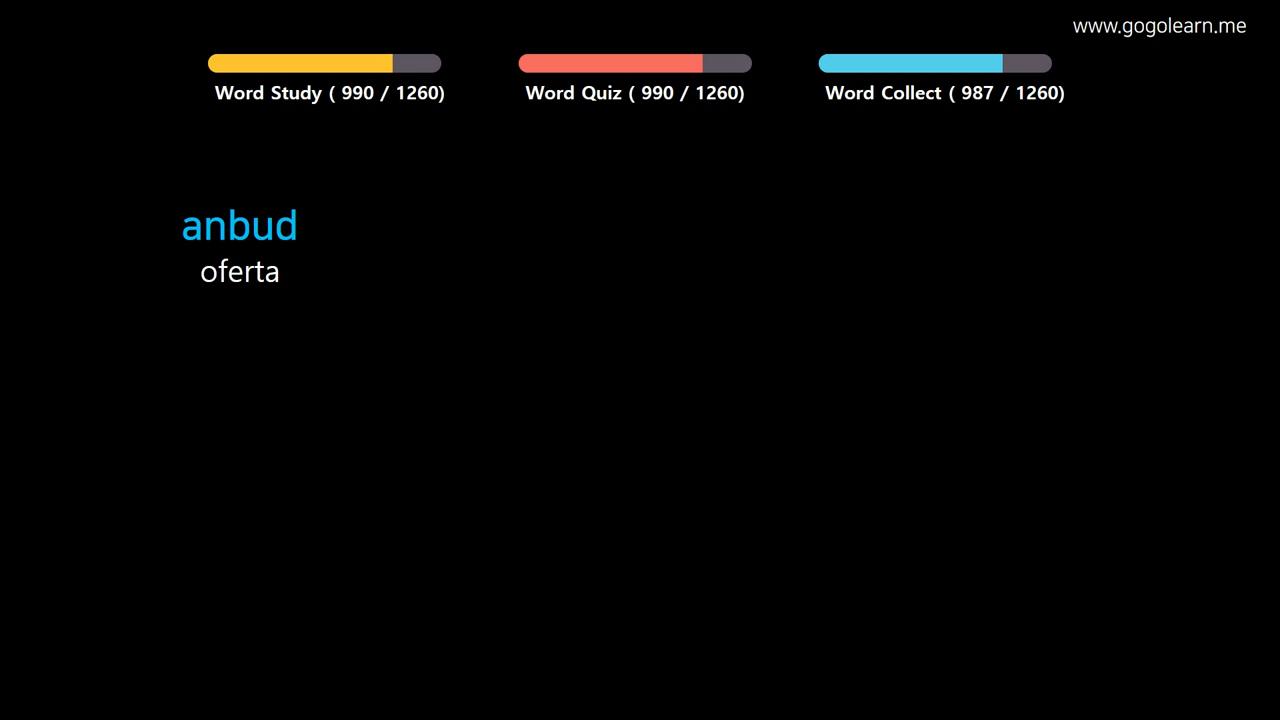 www.gogolearn.me
Word Study ( 990 / 1260)
Word Quiz ( 990 / 1260)
Word Collect ( 987 / 1260)
anbud
oferta